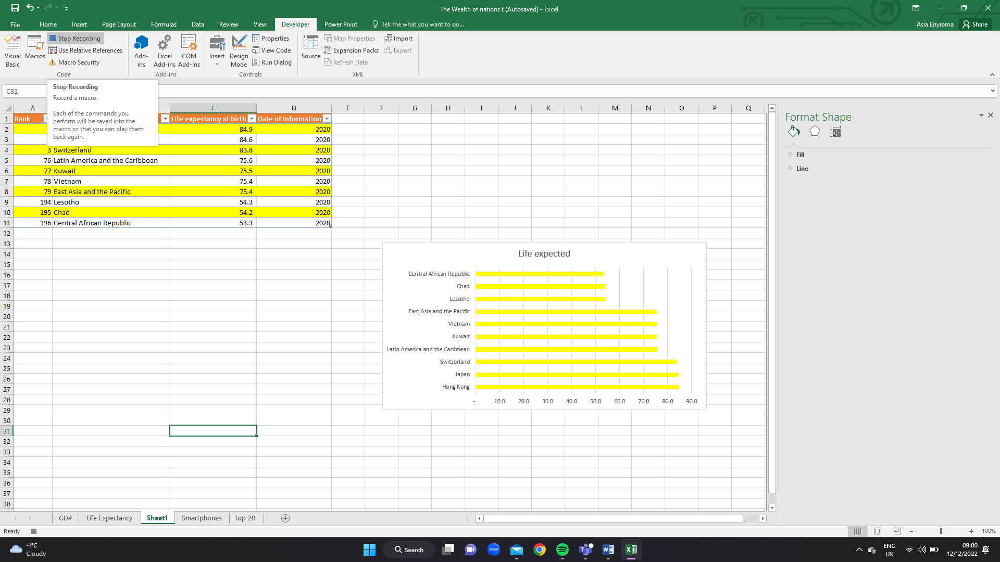 The Wealth of nations t (Autosaved) - Excel
File Home Insert Page Layout Formulas Data Review View Developer Power Pivot Tell me what you want to do... Asia Enyioma Share
Visual Basic
Macros
Stop Recording
Use Relative References
Macro Security
Code
Add-ins
Excel Add-ins
COM Add-ins
Add-ins
Insert
Design Mode
Properties
View Code
Run Dialog
Controls
Source
Map Properties
Expansion Packs
Refresh Data
Import
Export
XML
C31
Stop Recording
Record a macro.
Each of the commands you
perform will be saved into the
macro so that you can play them
back again.
A C D E F G H I J K L M N O P Q
1 Rank Life expectancy at birth Date of Information
2 84.9 2020
3 84.6 2020
4 3 Switzerland 83.8 2020
5 76 Latin America and the Caribbean 75.6 2020
6 77 Kuwait 75.5 2020
7 78 Vietnam 75.4 2020
8 79 East Asia and the Pacific 75.4 2020
9 194 Lesotho 54.3 2020
10 195 Chad 54.2 2020
11 196 Central African Republic 53.3 2020
12
13
14
15
16
17
18
19
20
21
22
23
24
25
26
27
28
29
30
31
32
33
34
35
36
37
38
Life expected
Central African Republic
Chad
Lesotho
East Asia and the Pacific
Vietnam
Kuwait
Latin America and the Caribbean
Switzerland
Japan
Hong Kong
- 10.0 20.0 30.0 40.0 50.0 60.0 70.0 80.0 90.0
Format Shape
Fill
Line
GDP Life Expectancy Sheet1 Smartphones top 20
Ready
100%
-1°C
Cloudy
Search
zoom
ENG
UK
09:00
12/12/2022